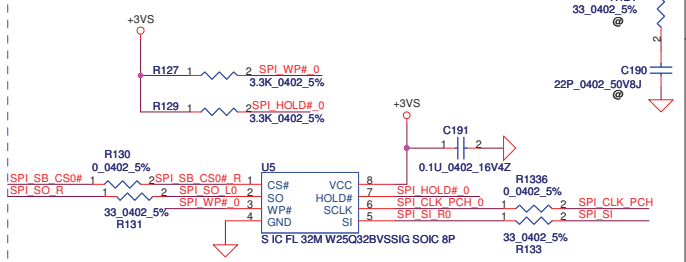 33_0402_5%
@
+3VS
2
R127 1 2 SPI_WP#_0
3.3K_0402_5%
C190
22P_0402_50V8J
@
R129 1 2 SPI_HOLD#_0
3.3K_0402_5%
+3VS
C191
1 2
0.1U_0402_16V4Z
R130
0_0402_5%
U5
SPI_SB_CS0# 1 2 SPI_SB_CS0#_R 1 CS# VCC 8
R1336
0_0402_5%
SPI_SO_R 1 2 SPI_SO_L0 2 SO HOLD# 7 SPI_HOLD#_0
SPI_WP#_0 3 WP# SCLK 6 SPI_CLK_PCH_0 1 2 SPI_CLK_PCH
33_0402_5%
R131
4 GND SI 5 SPI_SI_R0 1 2 SPI_SI
S IC FL 32M W25Q32BVSSIG SOIC 8P
33_0402_5%
R133